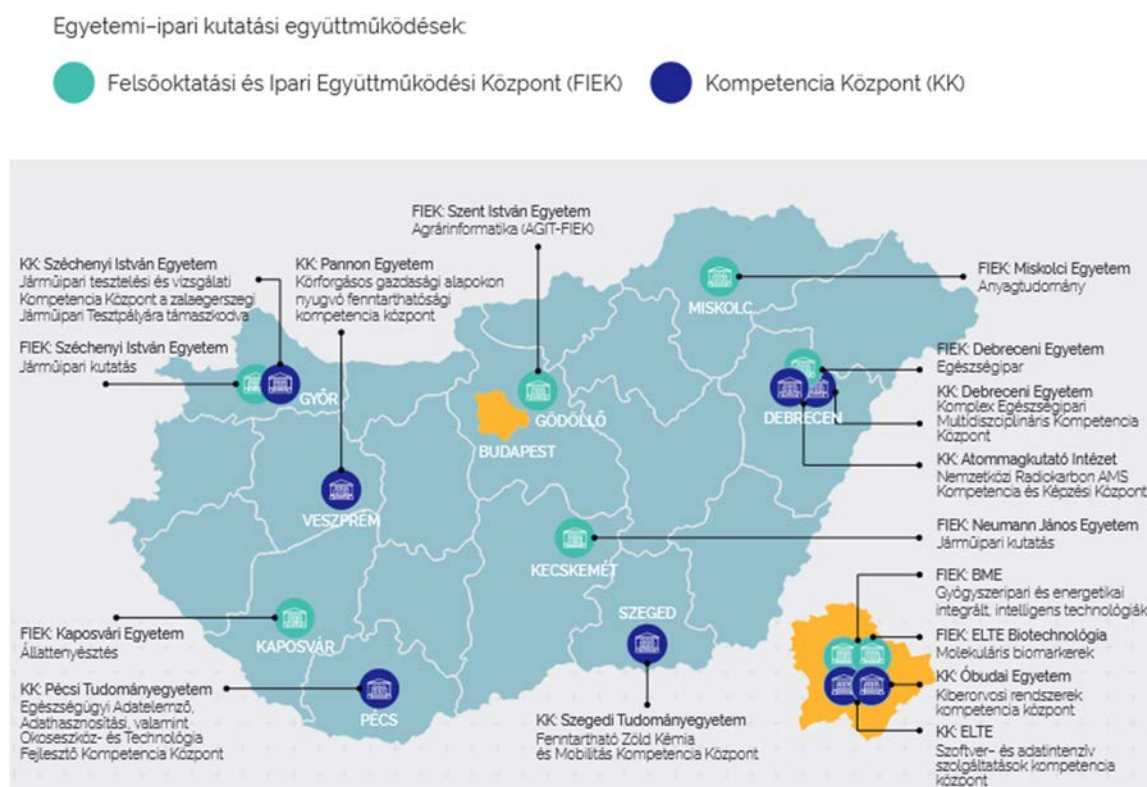 Egyetemi–ipari kutatási együttműködések:
Felsőoktatási és Ipari Együttműködési Központ (FIEK)
Kompetencia Központ (KK)
FIEK: Szent István Egyetem
Agrárinformatika (AGIT-FIEK)
KK: Széchenyi István Egyetem
Járműipari tesztelési és vizsgálati
Kompetencia Központ a zalaegerszegi
Járműipari Tesztpályára támaszkodva
KK: Pannon Egyetem
Körforgásos gazdasági alapokon
nyugvó fenntarthatósági
kompetencia központ
FIEK: Széchenyi István Egyetem
Járműipari kutatás
FIEK: Miskolci Egyetem
Anyagtudomány
MISKOLC
GYŐR
GÖDÖLLŐ
BUDAPEST
DEBRECEN
FIEK: Debreceni Egyetem
Egészségipar
KK: Debreceni Egyetem
Komplex Egészségipari
Multidiszciplináris Kompetencia
Központ
KK: Atommagkutató Intézet
Nemzetközi Radiokarbon AMS
Kompetencia és Képzési Központ
VESZPRÉM
KECSKEMÉT
FIEK: Neumann János Egyetem
Járműipari kutatás
FIEK: BME
Gyógyszeripari és energetikai
integrált, intelligens technológiák
FIEK: ELTE Biotechnológia
Molekuláris biomarkerek
KK: Óbudai Egyetem
Kiberorvosi rendszerek
kompetencia központ
KK: ELTE
Szoftver- és adatintenzív
szolgáltatások kompetencia
központ
SZEGED
KAPOSVÁR
FIEK: Kaposvári Egyetem
Állattenyésztés
PÉCS
KK: Pécsi Tudományegyetem
Egészségügyi Adatelemző,
Adathasznosítási, valamint
Okoseszköz- és Technológia
Fejlesztő Kompetencia Központ
KK: Szegedi Tudományegyetem
Fenntartható Zöld Kémia
és Mobilitás Kompetencia Központ